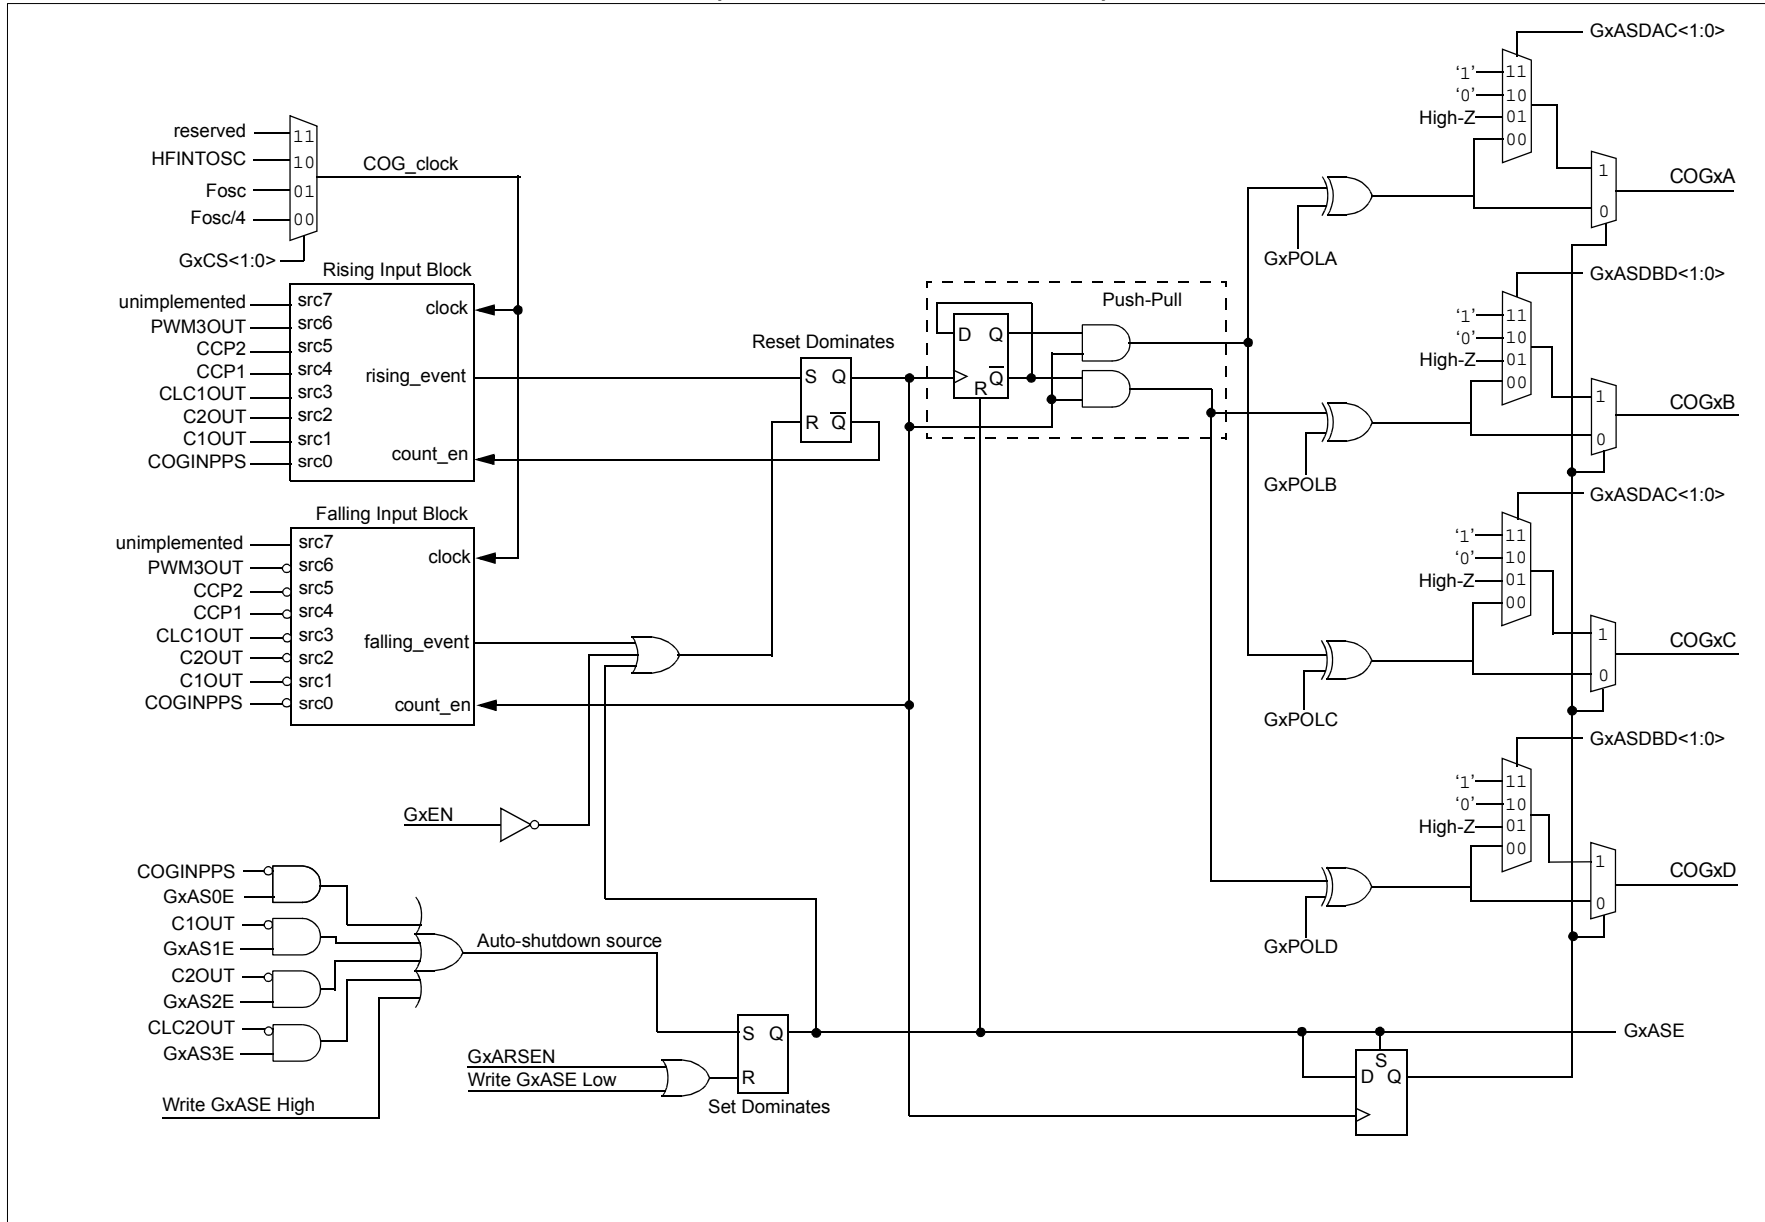 GxASDAC<1:0>
‘1’ 11
‘0’ 10
High-Z 01
00
1
0
COGxA
GxPOLA
reserved 11
HFINTOSC 10
Fosc 01
Fosc/4 00
COG_clock
GxCS<1:0>
Rising Input Block
unimplemented src7
PWM3OUT src6
CCP2 src5
CCP1 src4
CLC1OUT src3
C2OUT src2
C1OUT src1
COGINPPS src0
clock
rising_event
count_en
Reset Dominates
S Q
R Q
Push-Pull
D Q
Q
R
GxASDBD<1:0>
‘1’ 11
‘0’ 10
High-Z 01
00
1
0
COGxB
GxPOLB
Falling Input Block
unimplemented src7
PWM3OUT src6
CCP2 src5
CCP1 src4
CLC1OUT src3
C2OUT src2
C1OUT src1
COGINPPS src0
clock
falling_event
count_en
GxASDAC<1:0>
‘1’ 11
‘0’ 10
High-Z 01
00
1
0
COGxC
GxPOLC
GxEN
GxASDBD<1:0>
‘1’ 11
‘0’ 10
High-Z 01
00
1
0
COGxD
GxPOLD
COGINPPS
GxAS0E
C1OUT
GxAS1E
C2OUT
GxAS2E
CLC2OUT
GxAS3E
Write GxASE High
Auto-shutdown source
GxARSEN
Write GxASE Low
S Q
R
Set Dominates
GxASE
S
D Q